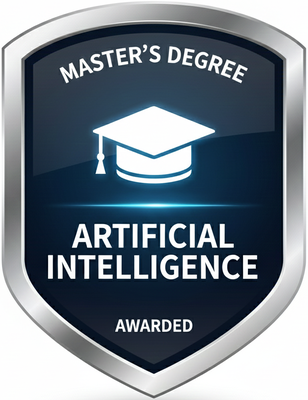 MASTER'S DEGREE
ARTIFICIAL
INTELLIGENCE
AWARDED